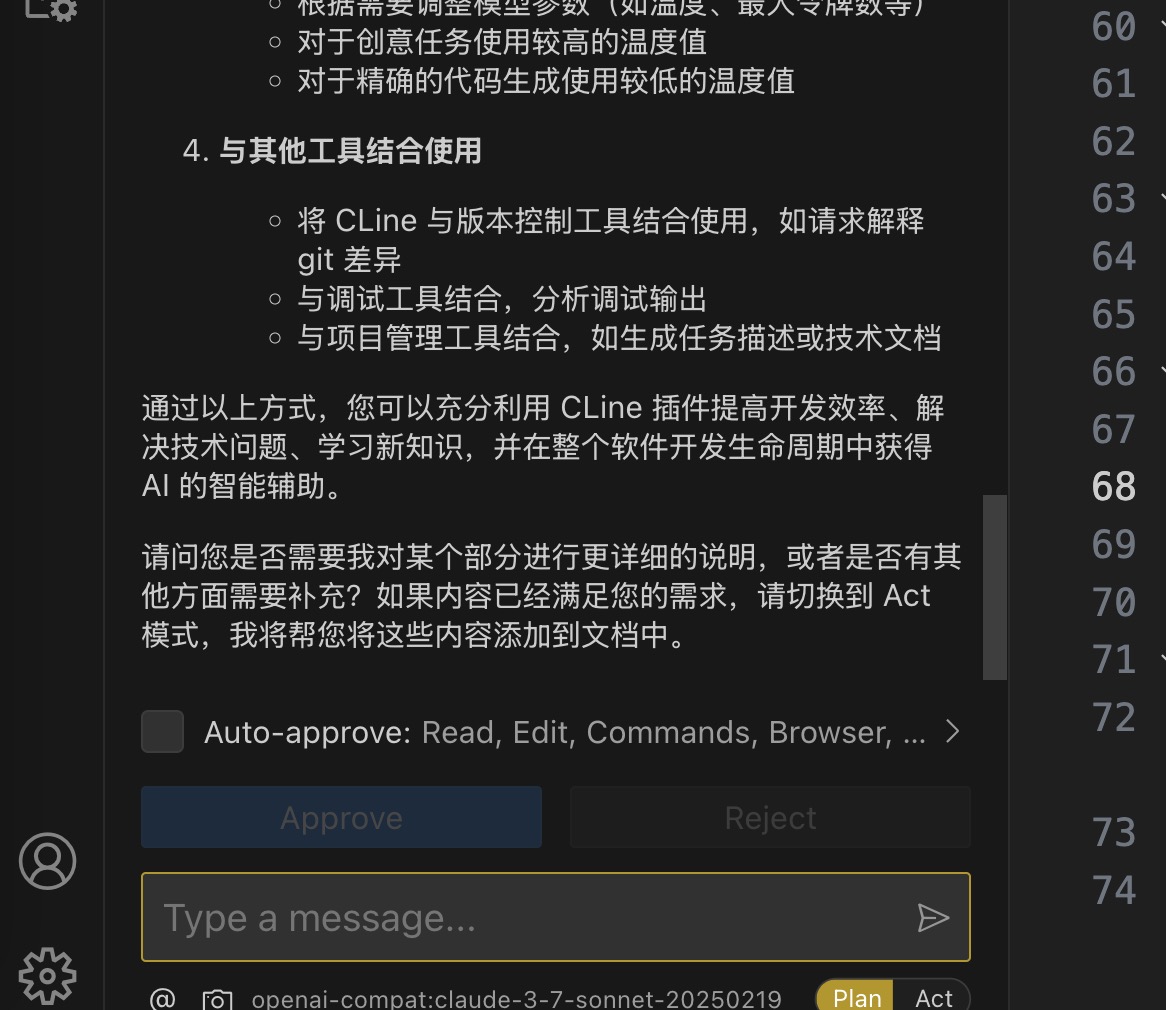 根据需要调整模型参数（如温度、最大令牌数等）
对于创意任务使用较高的温度值
对于精确的代码生成使用较低的温度值
4. 与其他工具结合使用
将 CLine 与版本控制工具结合使用，如请求解释
git 差异
与调试工具结合，分析调试输出
与项目管理工具结合，如生成任务描述或技术文档
通过以上方式，您可以充分利用 CLine 插件提高开发效率、解
决技术问题、学习新知识，并在整个软件开发生命周期中获得
AI 的智能辅助。
请问您是否需要我对某个部分进行更详细的说明，或者是否有其
他方面需要补充？如果内容已经满足您的需求，请切换到 Act
模式，我将帮您将这些内容添加到文档中。
Auto-approve: Read, Edit, Commands, Browser, ...
Approve
Reject
Type a message...
@
openai-compat:claude-3-7-sonnet-20250219
Plan
Act
60
61
62
63
64
65
66
67
68
69
70
71
72
73
74